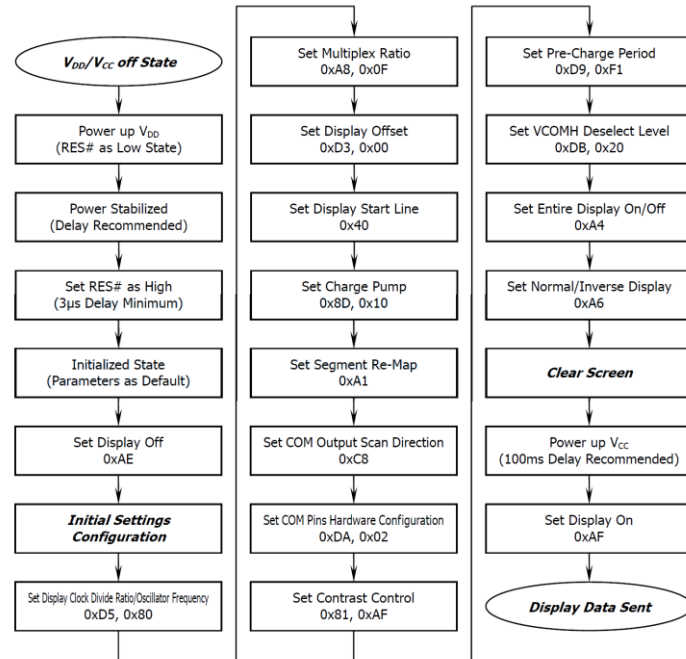 V_DD/V_CC off State
Power up V_DD
(RES# as Low State)
Power Stabilized
(Delay Recommended)
Set RES# as High
(3μs Delay Minimum)
Initialized State
(Parameters as Default)
Set Display Off
0xAE
Initial Settings
Configuration
Set Display Clock Divide Ratio/Oscillator Frequency
0xD5, 0x80
Set Multiplex Ratio
0xA8, 0x0F
Set Display Offset
0xD3, 0x00
Set Display Start Line
0x40
Set Charge Pump
0x8D, 0x10
Set Segment Re-Map
0xA1
Set COM Output Scan Direction
0xC8
Set COM Pins Hardware Configuration
0xDA, 0x02
Set Contrast Control
0x81, 0xAF
Set Pre-Charge Period
0xD9, 0xF1
Set VCOMH Deselect Level
0xDB, 0x20
Set Entire Display On/Off
0xA4
Set Normal/Inverse Display
0xA6
Clear Screen
Power up V_CC
(100ms Delay Recommended)
Set Display On
0xAF
Display Data Sent